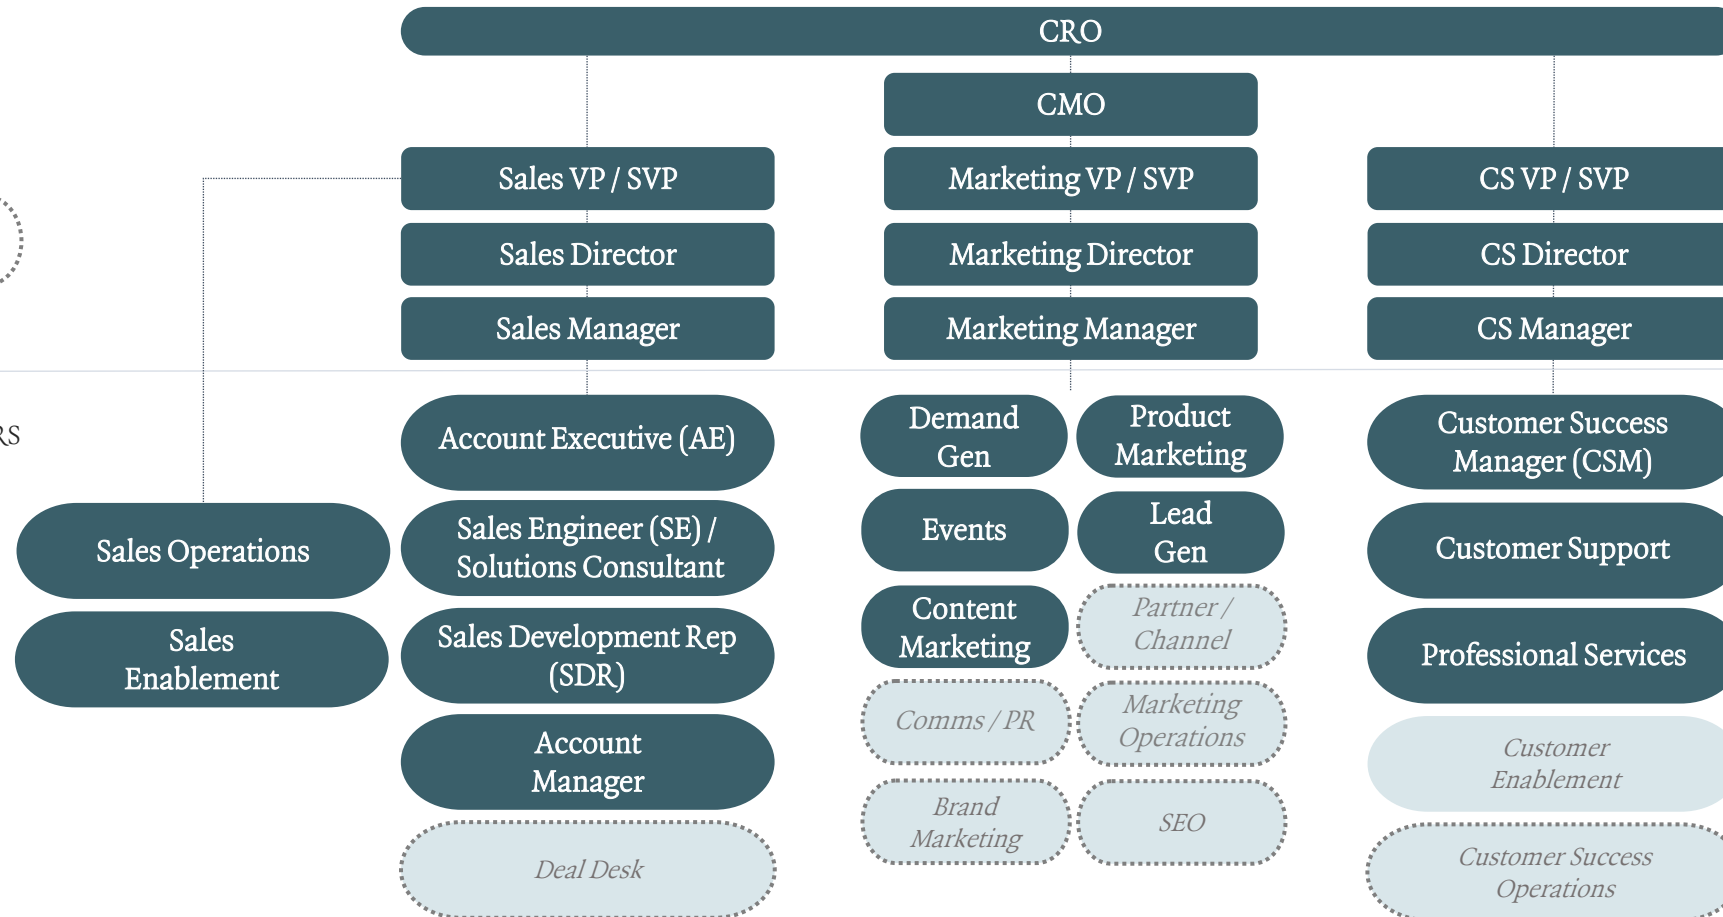 CRO
CMO
Sales VP / SVP
Marketing VP / SVP
CS VP / SVP
Sales Director
Marketing Director
CS Director
Sales Manager
Marketing Manager
CS Manager
RS
Sales Operations
Sales
Enablement
Account Executive (AE)
Sales Engineer (SE) /
Solutions Consultant
Sales Development Rep
(SDR)
Account
Manager
Deal Desk
Demand
Gen
Product
Marketing
Events
Lead
Gen
Content
Marketing
Partner /
Channel
Comms / PR
Marketing
Operations
Brand
Marketing
SEO
Customer Success
Manager (CSM)
Customer Support
Professional Services
Customer
Enablement
Customer Success
Operations